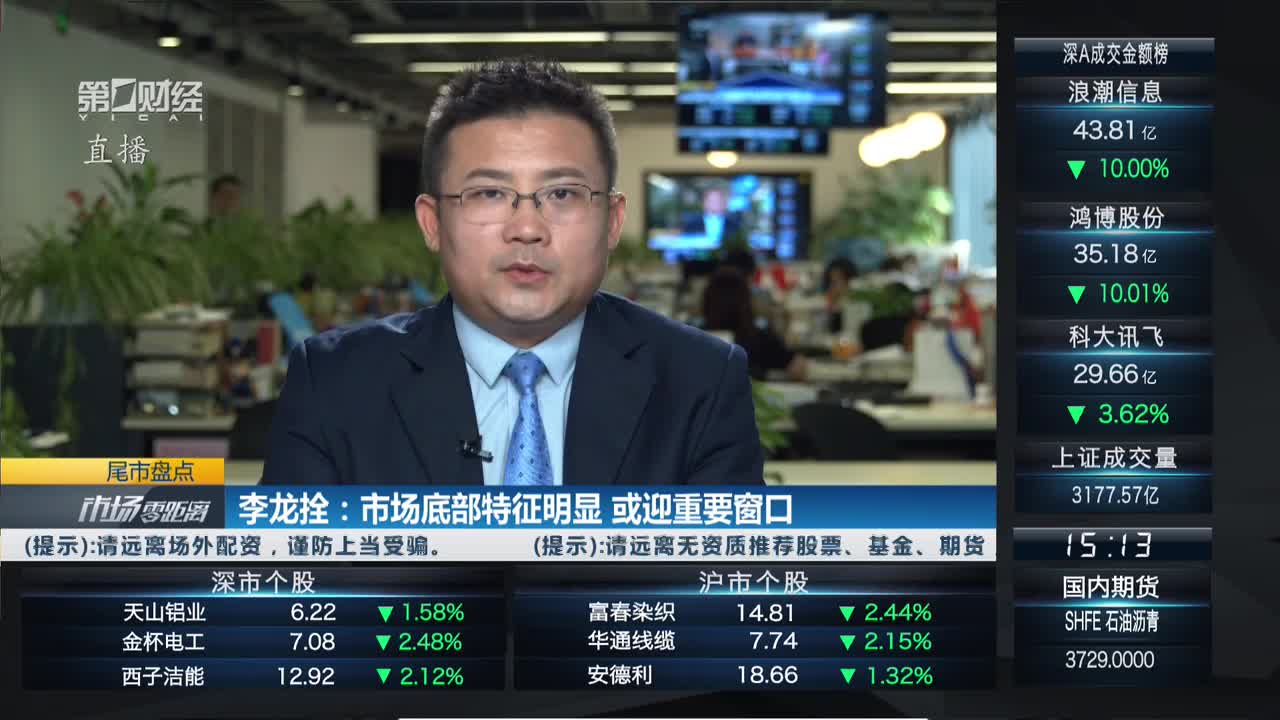 第一财经
YICAI
直播
尾市盘点
市场零距离
李龙拴：市场底部特征明显 或迎重要窗口
(提示):请远离场外配资，谨防上当受骗。
(提示):请远离无资质推荐股票、基金、期货
深市个股
天山铝业 6.22 ▼ 1.58%
金杯电工 7.08 ▼ 2.48%
西子洁能 12.92 ▼ 2.12%
沪市个股
富春染织 14.81 ▼ 2.44%
华通线缆 7.74 ▼ 2.15%
安德利 18.66 ▼ 1.32%
深A成交金额榜
浪潮信息
43.81亿
▼ 10.00%
鸿博股份
35.18亿
▼ 10.01%
科大讯飞
29.66亿
▼ 3.62%
上证成交量
3177.57亿
15:13
国内期货
SHFE 石油沥青
3729.0000